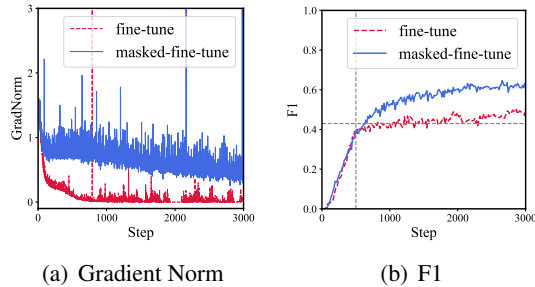 fine-tune
masked-fine-tune
GradNorm
3
2
1
0
0
1000
2000
3000
Step
(a) Gradient Norm
fine-tune
masked-fine-tune
F1
1.0
0.8
0.6
0.4
0.2
0.0
0
1000
2000
3000
Step
(b) F1